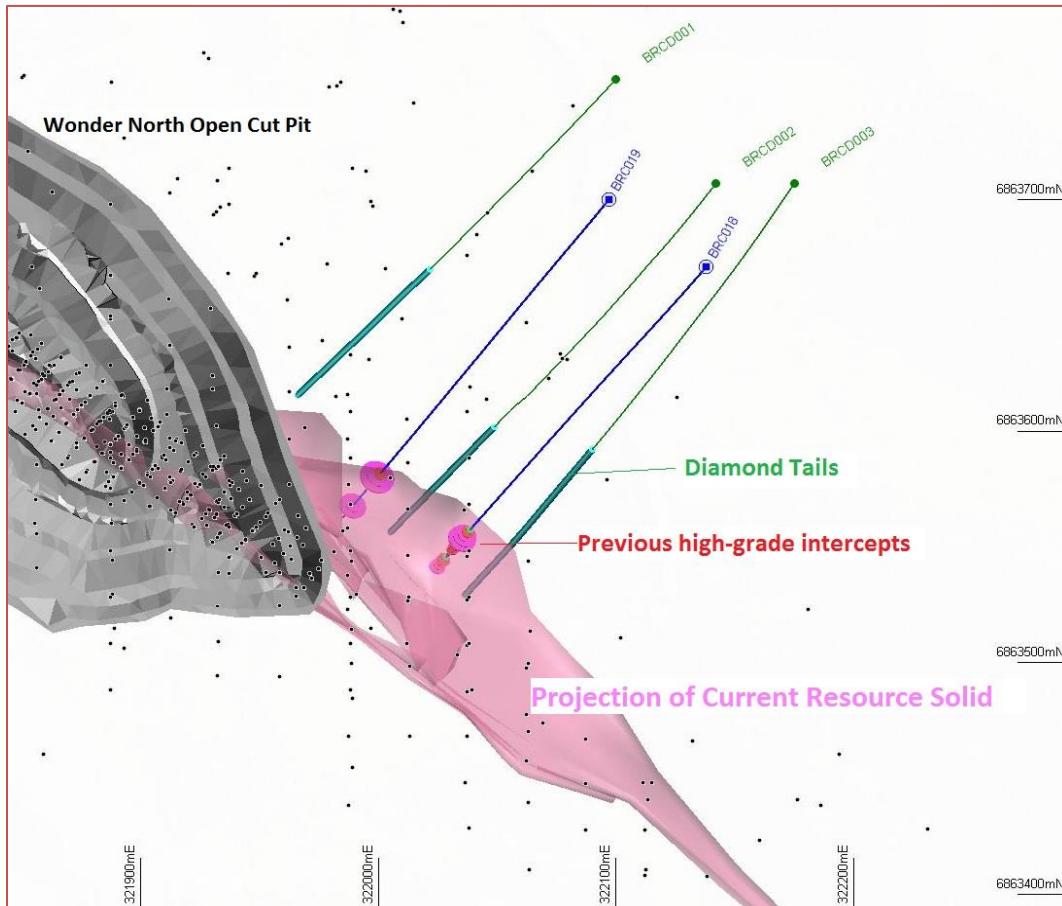 BRCD001
Wonder North Open Cut Pit
BRC019
BRCD002
BRCD003
6863700mN
BRC018
6863600mN
Diamond Tails
Previous high-grade intercepts
6863500mN
Projection of Current Resource Solid
321900mE
322000mE
322100mE
322200mE
6863400mN